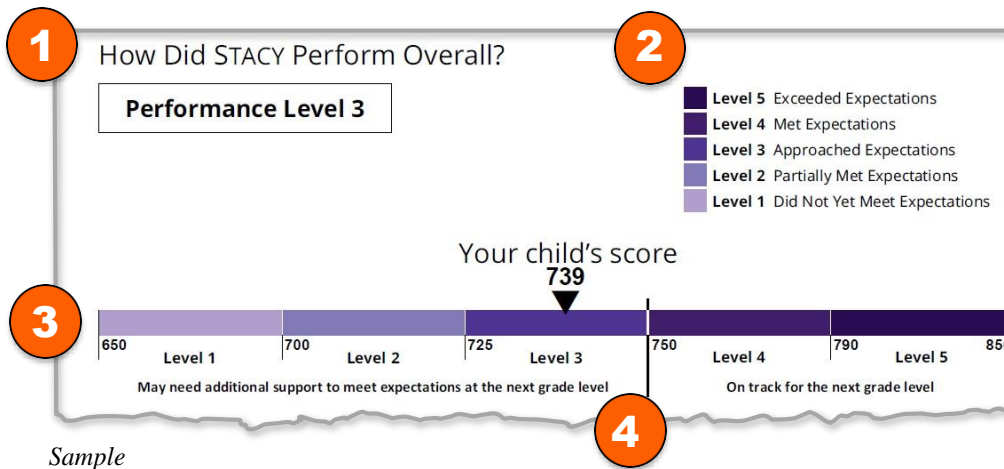 1
2
How Did STACY Perform Overall?
Performance Level 3
Level 5 Exceeded Expectations
Level 4 Met Expectations
Level 3 Approached Expectations
Level 2 Partially Met Expectations
Level 1 Did Not Yet Meet Expectations
Your child's score
739
3
650 700 725 750 790 850
Level 1 Level 2 Level 3 Level 4 Level 5
May need additional support to meet expectations at the next grade level On track for the next grade level
4
Sample